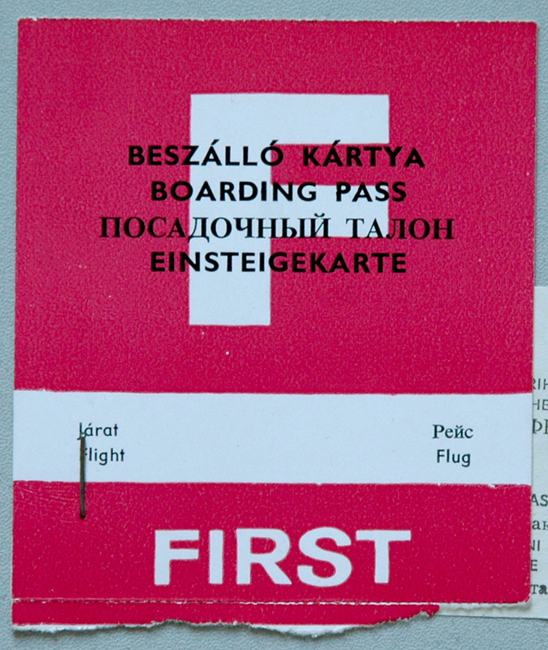 F
BESZÁLLÓ KÁRTYA
BOARDING PASS
ПОСАДОЧНЫЙ ТАЛОН
EINSTEIGEKARTE
Járat
Рейс
Flight
Flug
FIRST